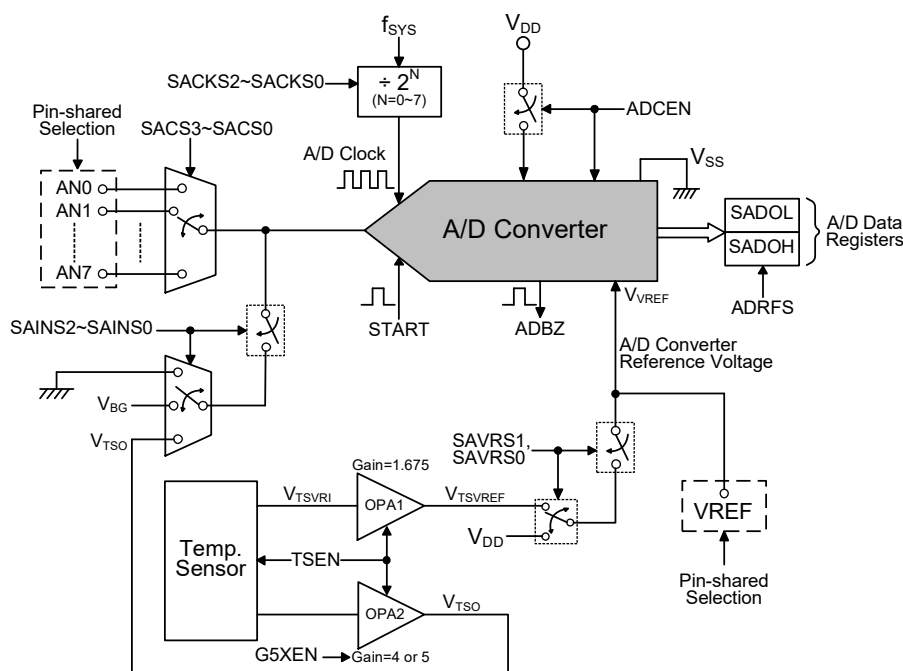 fSYS
VDD
÷ 2N
(N=0~7)
SACKS2~SACKS0
ADCEN
Pin-shared
Selection
SACS3~SACS0
A/D Clock
VSS
AN0
AN1
AN7
A/D Converter
SADOL
SADOH
A/D Data
Registers
VVREF
START
ADBZ
ADRFS
SAINS2~SAINS0
A/D Converter
Reference Voltage
VBG
VTSO
SAVRS1,
SAVRS0
Gain=1.675
VTSVRI
OPA1
VTSVREF
VREF
VDD
Temp.
Sensor
TSEN
Pin-shared
Selection
OPA2
VTSO
G5XEN
Gain=4 or 5